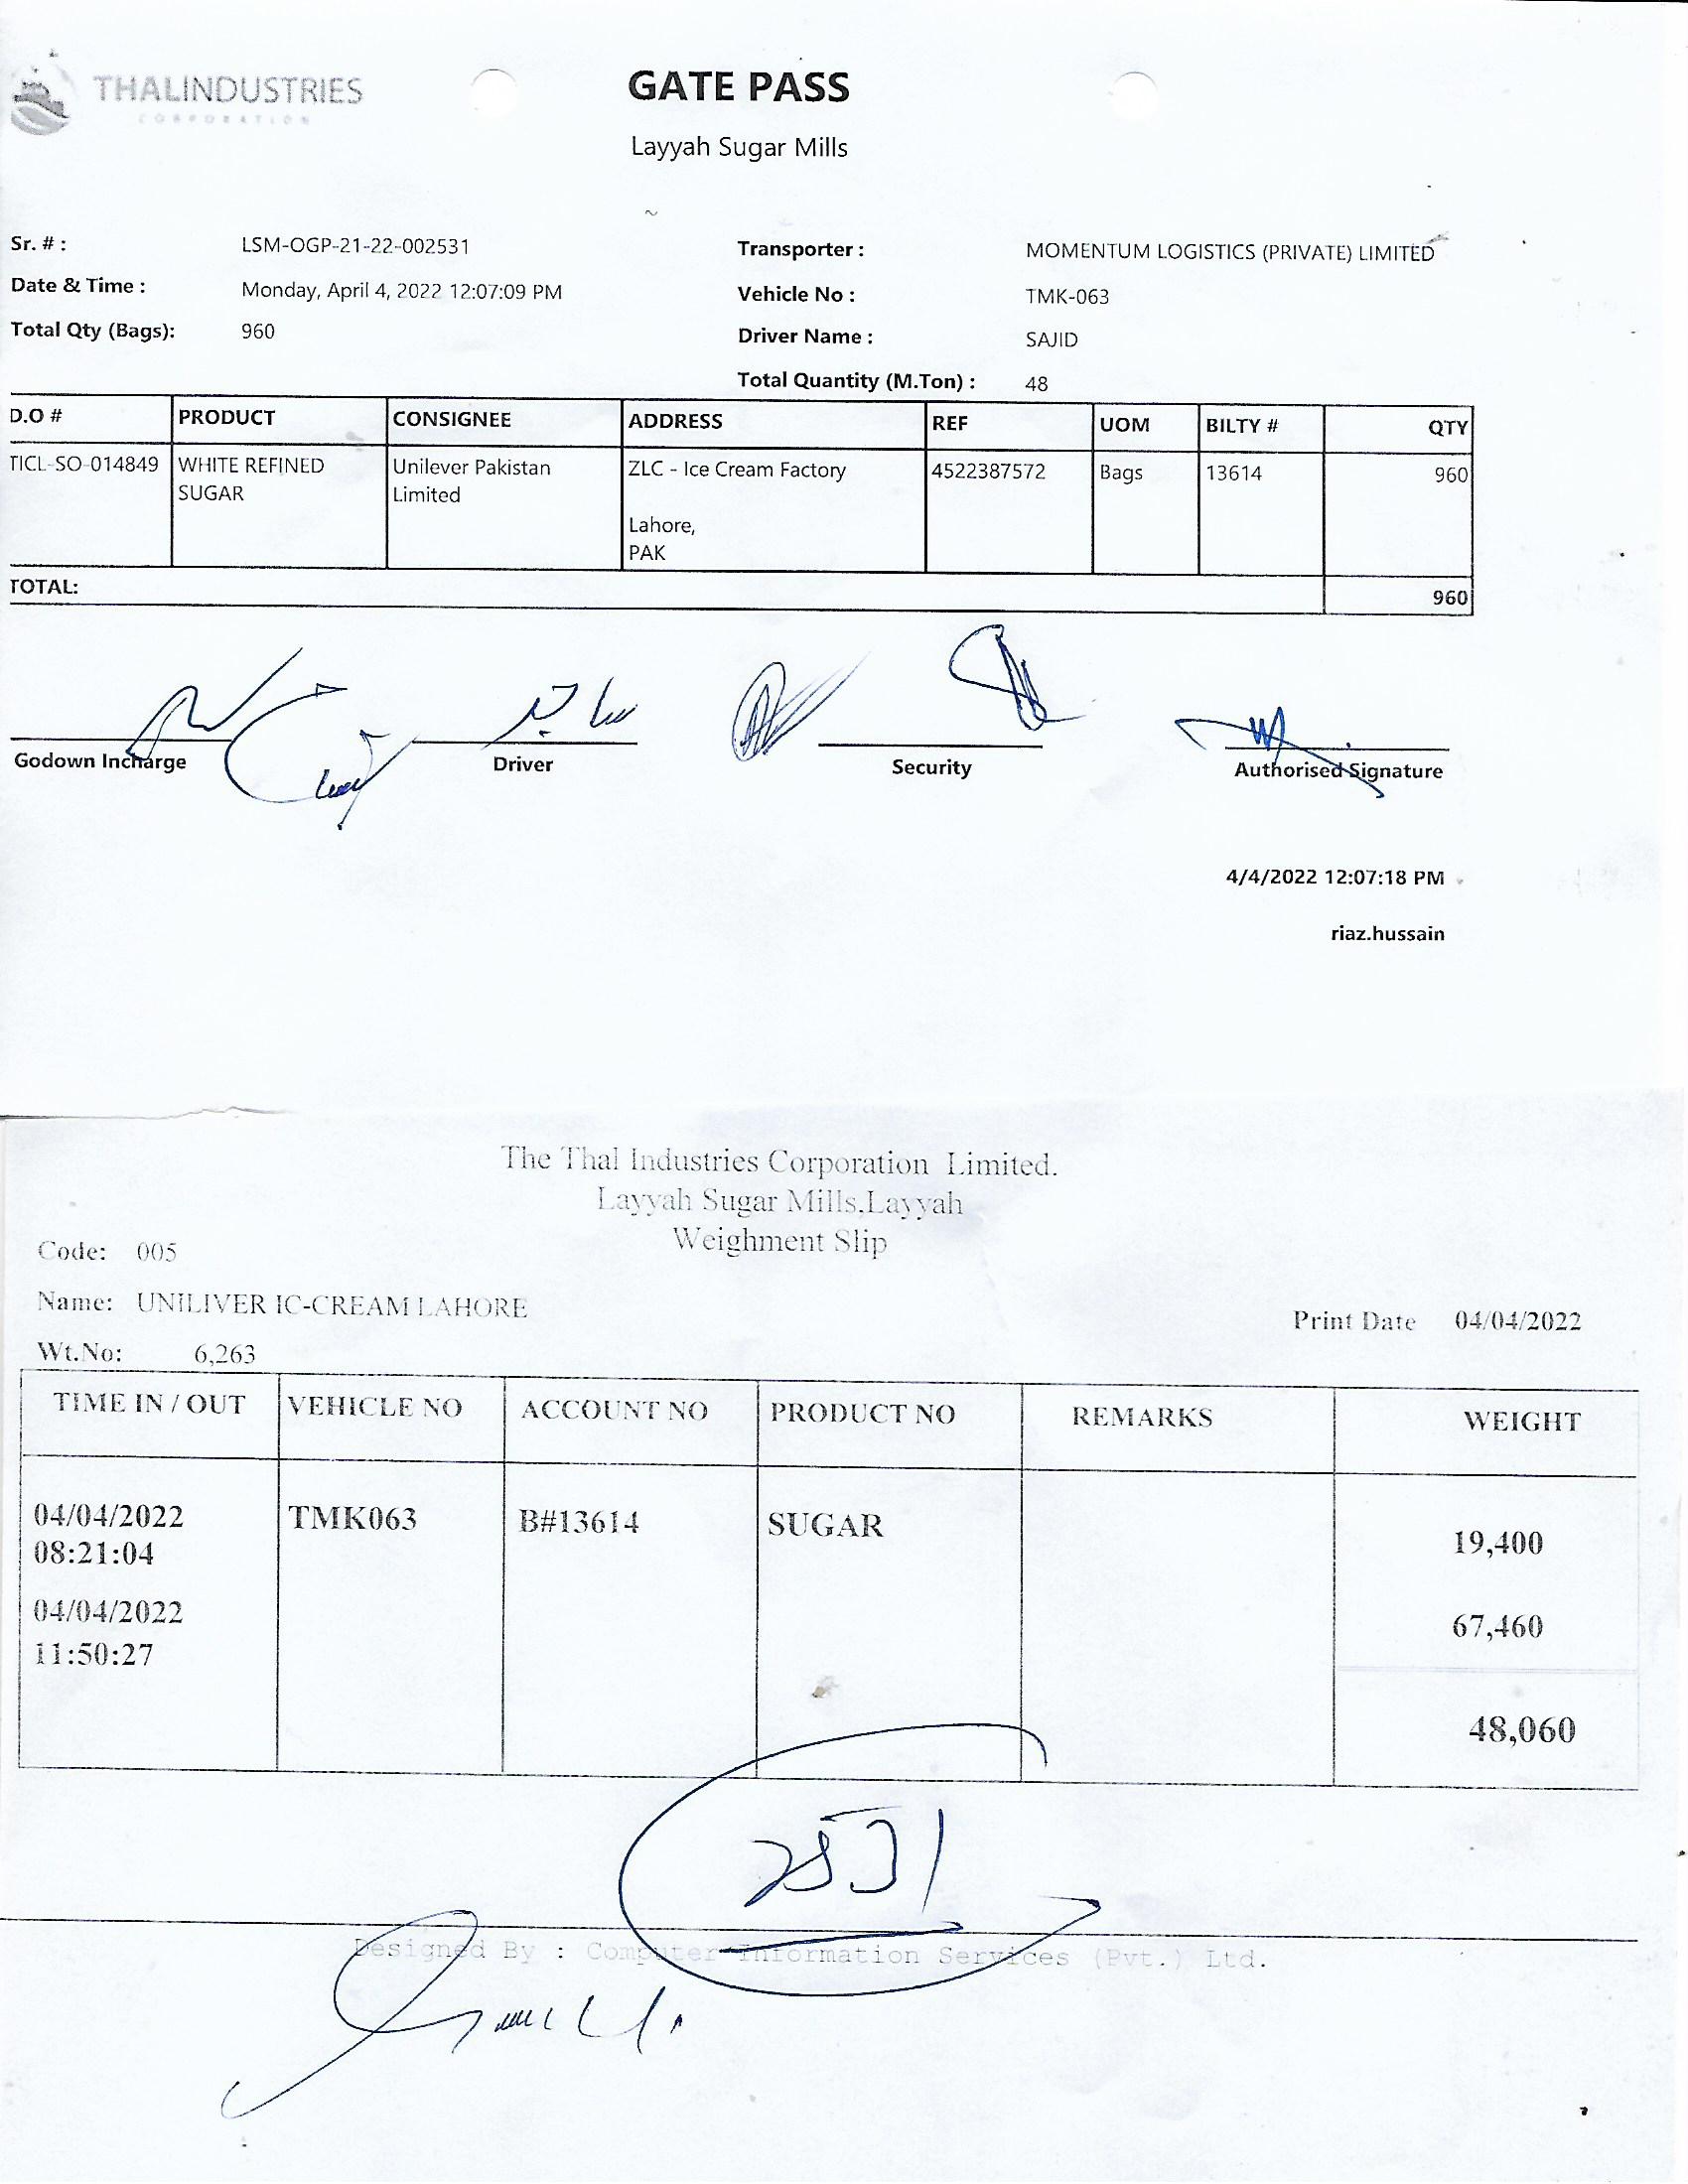 THALINDUSTRIES
CORPORATION
GATE PASS
Layyah Sugar Mills
Sr. # : LSM-OGP-21-22-002531
Transporter : MOMENTUM LOGISTICS (PRIVATE) LIMITED
Date & Time : Monday, April 4, 2022 12:07:09 PM
Vehicle No : TMK-063
Total Qty (Bags): 960
Driver Name : SAJID
Total Quantity (M.Ton) : 48
D.O # PRODUCT CONSIGNEE ADDRESS REF UOM BILTY # QTY
TICL-SO-014849 WHITE REFINED Unilever Pakistan ZLC - Ice Cream Factory 4522387572 Bags 13614 960
SUGAR Limited
Lahore,
PAK
TOTAL: 960
ساجد
Godown Incharge Driver Security Authorised Signature
4/4/2022 12:07:18 PM
riaz.hussain
The Thal Industries Corporation Limited.
Layyah Sugar Mills,Layyah
Weighment Slip
Code: 005
Name: UNILIVER IC-CREAM LAHORE
Print Date 04/04/2022
Wt.No: 6,263
TIME IN / OUT VEHICLE NO ACCOUNT NO PRODUCT NO REMARKS WEIGHT
04/04/2022 TMK063 B#13614 SUGAR 19,400
08:21:04
04/04/2022 67,460
11:50:27
48,060
2531
Designed By : Computer Information Services (Pvt.) Ltd.